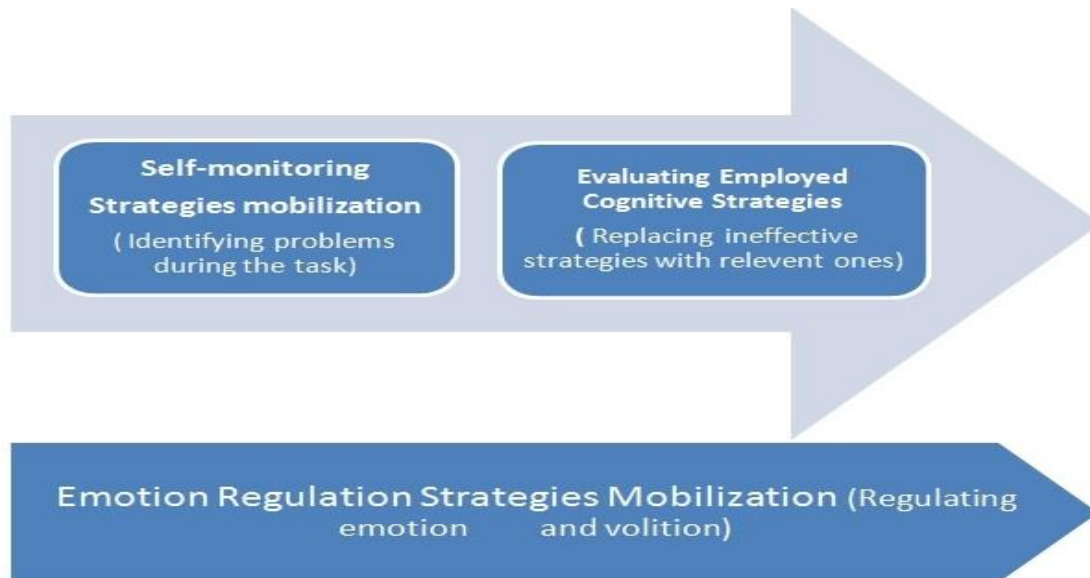 Self-monitoring
Strategies mobilization
( Identifying problems
during the task)
Evaluating Employed
Cognitive Strategies
( Replacing ineffective
strategies with relevent ones)
Emotion Regulation Strategies Mobilization (Regulating
emotion and volition)